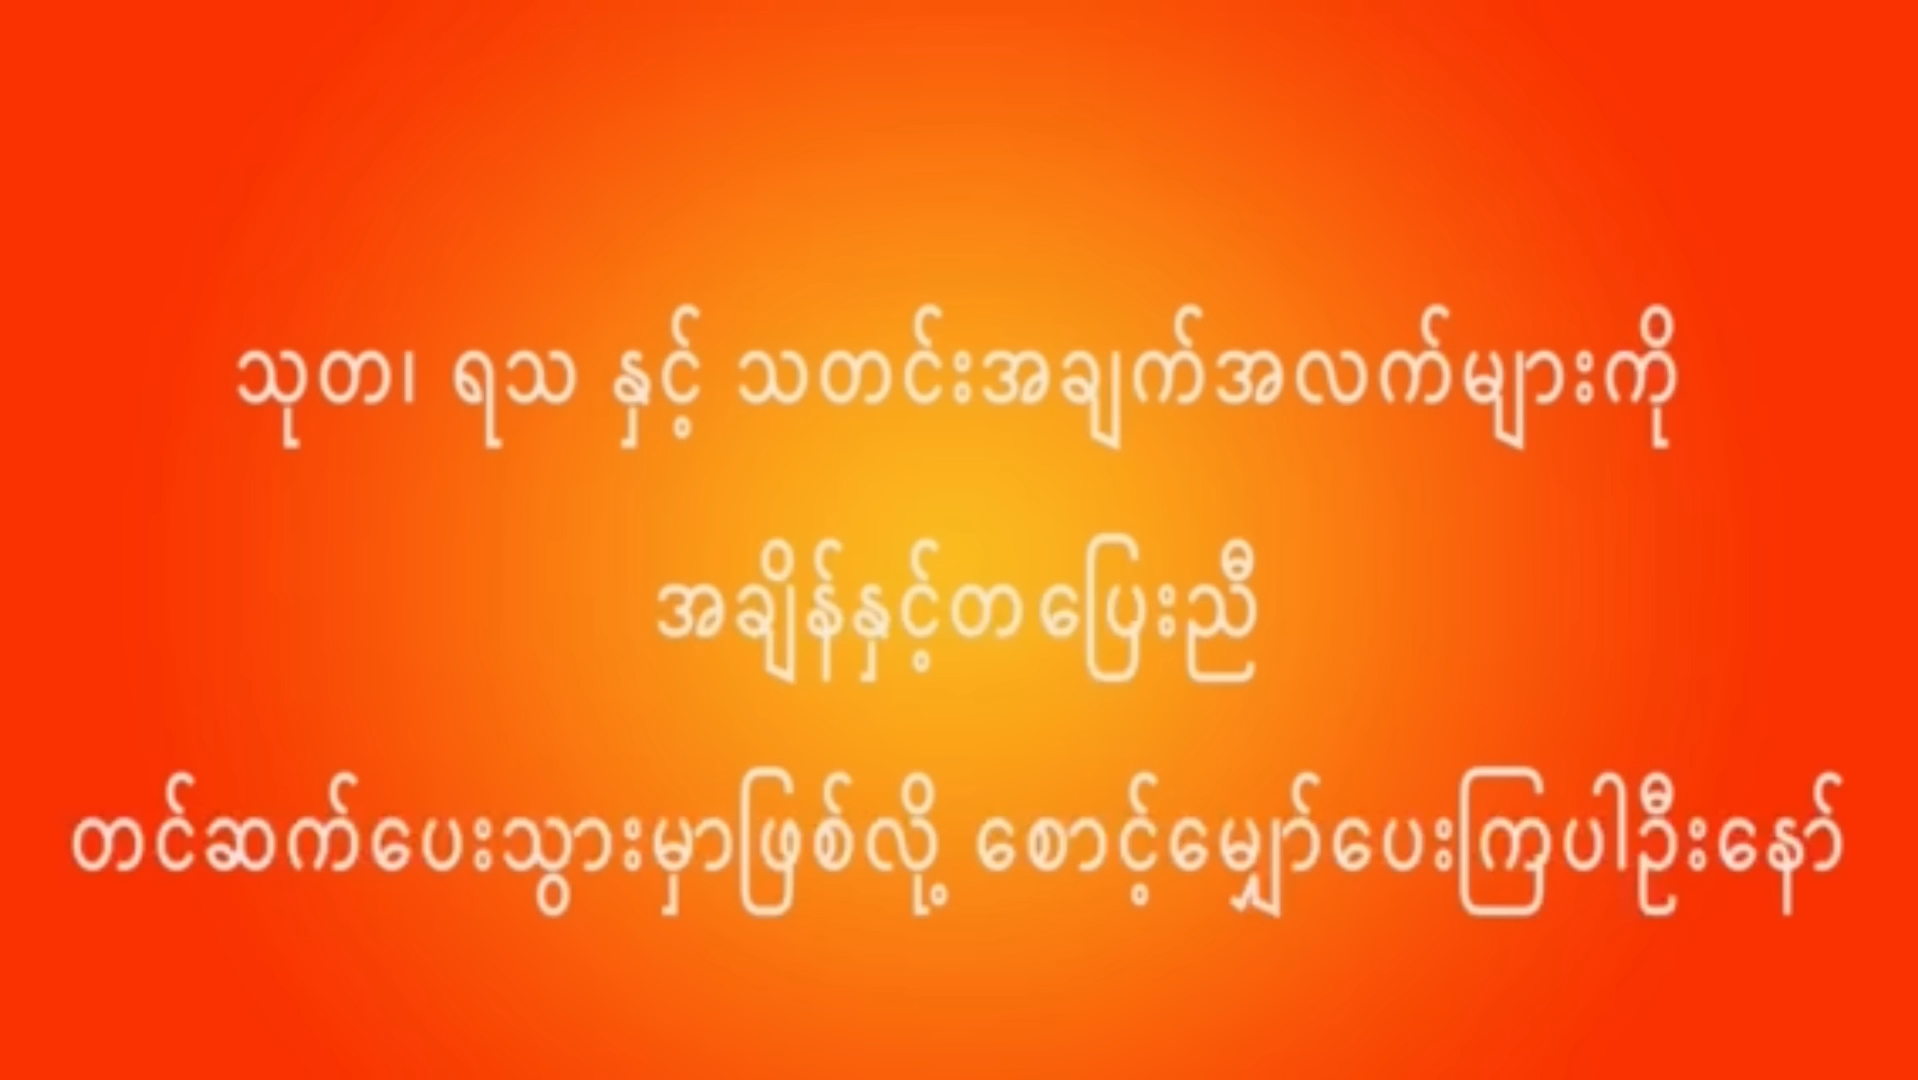 သုတ၊ ရသ နှင့် သတင်းအချက်အလက်များကို
အချိန်နှင့်တပြေးညီ
တင်ဆက်ပေးသွားမှာဖြစ်လို့ စောင့်မျှော်ပေးကြပါဦးနော်